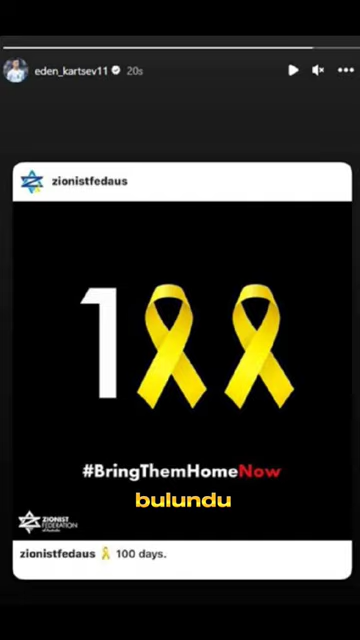 eden_kartsev11 20s
zionistfedaus
1
#BringThemHomeNow
bulundu
ZIONIST
FEDERATION
zionistfedaus 🎗 100 days.